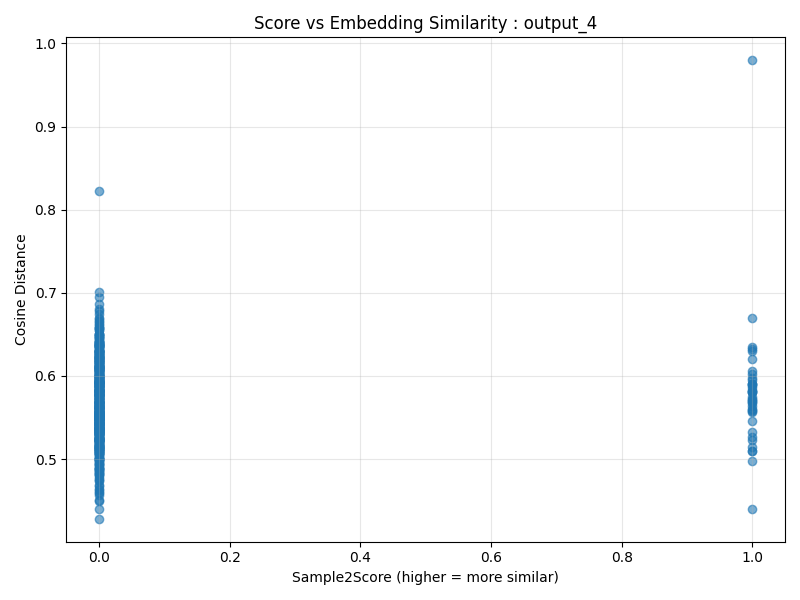 Score vs Embedding Similarity : output_4
1.0
0.9
0.8
0.7
0.6
0.5
Cosine Distance
0.0 0.2 0.4 0.6 0.8 1.0
Sample2Score (higher = more similar)